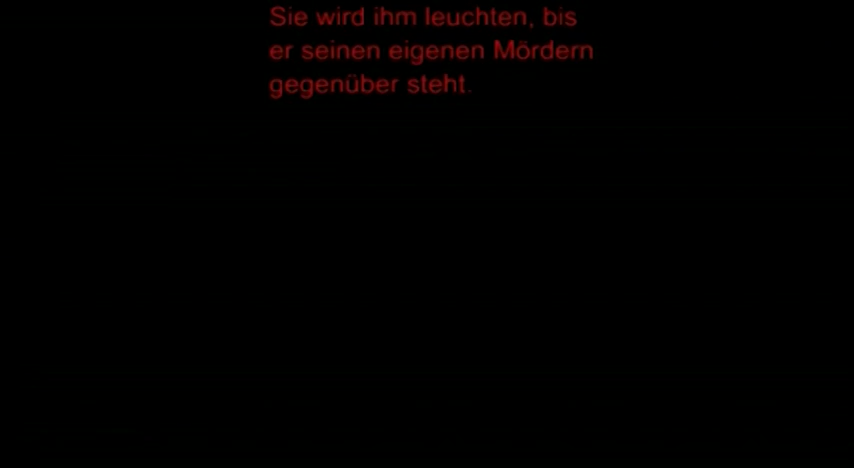 Sie wird ihm leuchten, bis
er seinen eigenen Mördern
gegenüber steht.